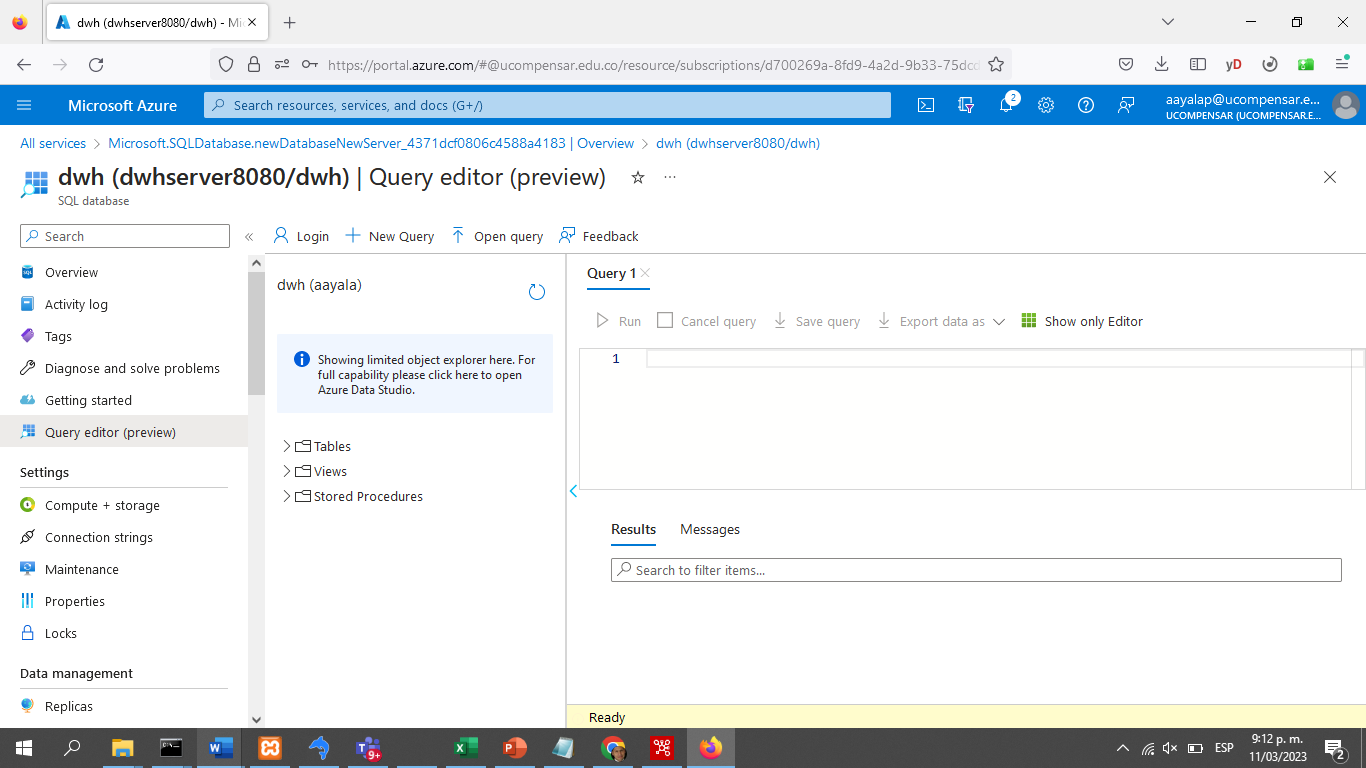 dwh (dwhserver8080/dwh) - Mic
https://portal.azure.com/#@ucompensar.edu.co/resource/subscriptions/d700269a-8fd9-4a2d-9b33-75dcd
yD
Microsoft Azure
Search resources, services, and docs (G+/)
2
aayalap@ucompensar.e...
UCOMPENSAR (UCOMPENSAR.E...
All services > Microsoft.SQLDatabase.newDatabaseNewServer_4371dcf0806c4588a4183 | Overview > dwh (dwhserver8080/dwh)
dwh (dwhserver8080/dwh) | Query editor (preview)
SQL database
Search
Login
New Query
Open query
Feedback
Overview
Activity log
Tags
Diagnose and solve problems
Getting started
Query editor (preview)
Settings
Compute + storage
Connection strings
Maintenance
Properties
Locks
Data management
Replicas
dwh (aayala)
Showing limited object explorer here. For
full capability please click here to open
Azure Data Studio.
Tables
Views
Stored Procedures
Query 1
Run
Cancel query
Save query
Export data as
Show only Editor
1
Results
Messages
Search to filter items...
Ready
9+
ESP
9:12 p. m.
11/03/2023
2